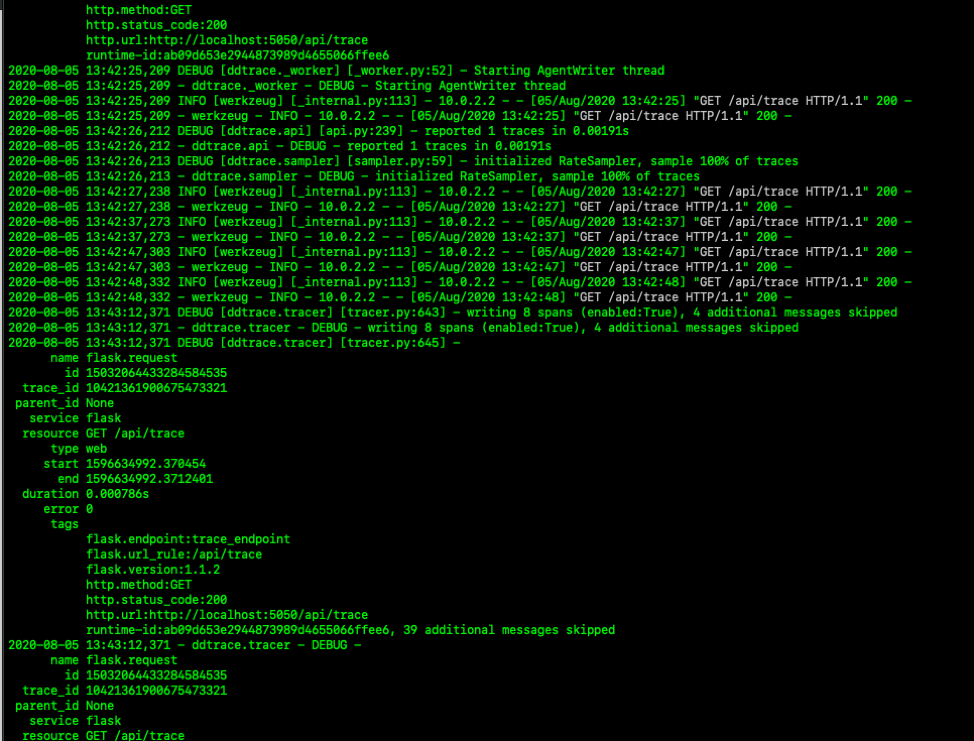 http.method:GET
http.status_code:200
http.url:http://localhost:5050/api/trace
runtime-id:ab09d653e2944873989d4655066ffee6
2020-08-05 13:42:25,209 DEBUG [ddtrace._worker] [_worker.py:52] - Starting AgentWriter thread
2020-08-05 13:42:25,209 - ddtrace._worker - DEBUG - Starting AgentWriter thread
2020-08-05 13:42:25,209 INFO [werkzeug] [_internal.py:113] - 10.0.2.2 - - [05/Aug/2020 13:42:25] "GET /api/trace HTTP/1.1" 200 -
2020-08-05 13:42:25,209 - werkzeug - INFO - 10.0.2.2 - - [05/Aug/2020 13:42:25] "GET /api/trace HTTP/1.1" 200 -
2020-08-05 13:42:26,212 DEBUG [ddtrace.api] [api.py:239] - reported 1 traces in 0.00191s
2020-08-05 13:42:26,212 - ddtrace.api - DEBUG - reported 1 traces in 0.00191s
2020-08-05 13:42:26,213 DEBUG [ddtrace.sampler] [sampler.py:59] - initialized RateSampler, sample 100% of traces
2020-08-05 13:42:26,213 - ddtrace.sampler - DEBUG - initialized RateSampler, sample 100% of traces
2020-08-05 13:42:27,238 INFO [werkzeug] [_internal.py:113] - 10.0.2.2 - - [05/Aug/2020 13:42:27] "GET /api/trace HTTP/1.1" 200 -
2020-08-05 13:42:27,238 - werkzeug - INFO - 10.0.2.2 - - [05/Aug/2020 13:42:27] "GET /api/trace HTTP/1.1" 200 -
2020-08-05 13:42:37,273 INFO [werkzeug] [_internal.py:113] - 10.0.2.2 - - [05/Aug/2020 13:42:37] "GET /api/trace HTTP/1.1" 200 -
2020-08-05 13:42:37,273 - werkzeug - INFO - 10.0.2.2 - - [05/Aug/2020 13:42:37] "GET /api/trace HTTP/1.1" 200 -
2020-08-05 13:42:47,303 INFO [werkzeug] [_internal.py:113] - 10.0.2.2 - - [05/Aug/2020 13:42:47] "GET /api/trace HTTP/1.1" 200 -
2020-08-05 13:42:47,303 - werkzeug - INFO - 10.0.2.2 - - [05/Aug/2020 13:42:47] "GET /api/trace HTTP/1.1" 200 -
2020-08-05 13:42:48,332 INFO [werkzeug] [_internal.py:113] - 10.0.2.2 - - [05/Aug/2020 13:42:48] "GET /api/trace HTTP/1.1" 200 -
2020-08-05 13:42:48,332 - werkzeug - INFO - 10.0.2.2 - - [05/Aug/2020 13:42:48] "GET /api/trace HTTP/1.1" 200 -
2020-08-05 13:43:12,371 DEBUG [ddtrace.tracer] [tracer.py:643] - writing 8 spans (enabled:True), 4 additional messages skipped
2020-08-05 13:43:12,371 - ddtrace.tracer - DEBUG - writing 8 spans (enabled:True), 4 additional messages skipped
2020-08-05 13:43:12,371 DEBUG [ddtrace.tracer] [tracer.py:645] -
name flask.request
id 15032064433284584535
trace_id 10421361900675473321
parent_id None
service flask
resource GET /api/trace
type web
start 1596634992.370454
end 1596634992.3712401
duration 0.000786s
error 0
tags
flask.endpoint:trace_endpoint
flask.url_rule:/api/trace
flask.version:1.1.2
http.method:GET
http.status_code:200
http.url:http://localhost:5050/api/trace
runtime-id:ab09d653e2944873989d4655066ffee6, 39 additional messages skipped
2020-08-05 13:43:12,371 - ddtrace.tracer - DEBUG -
name flask.request
id 15032064433284584535
trace_id 10421361900675473321
parent_id None
service flask
resource GET /api/trace